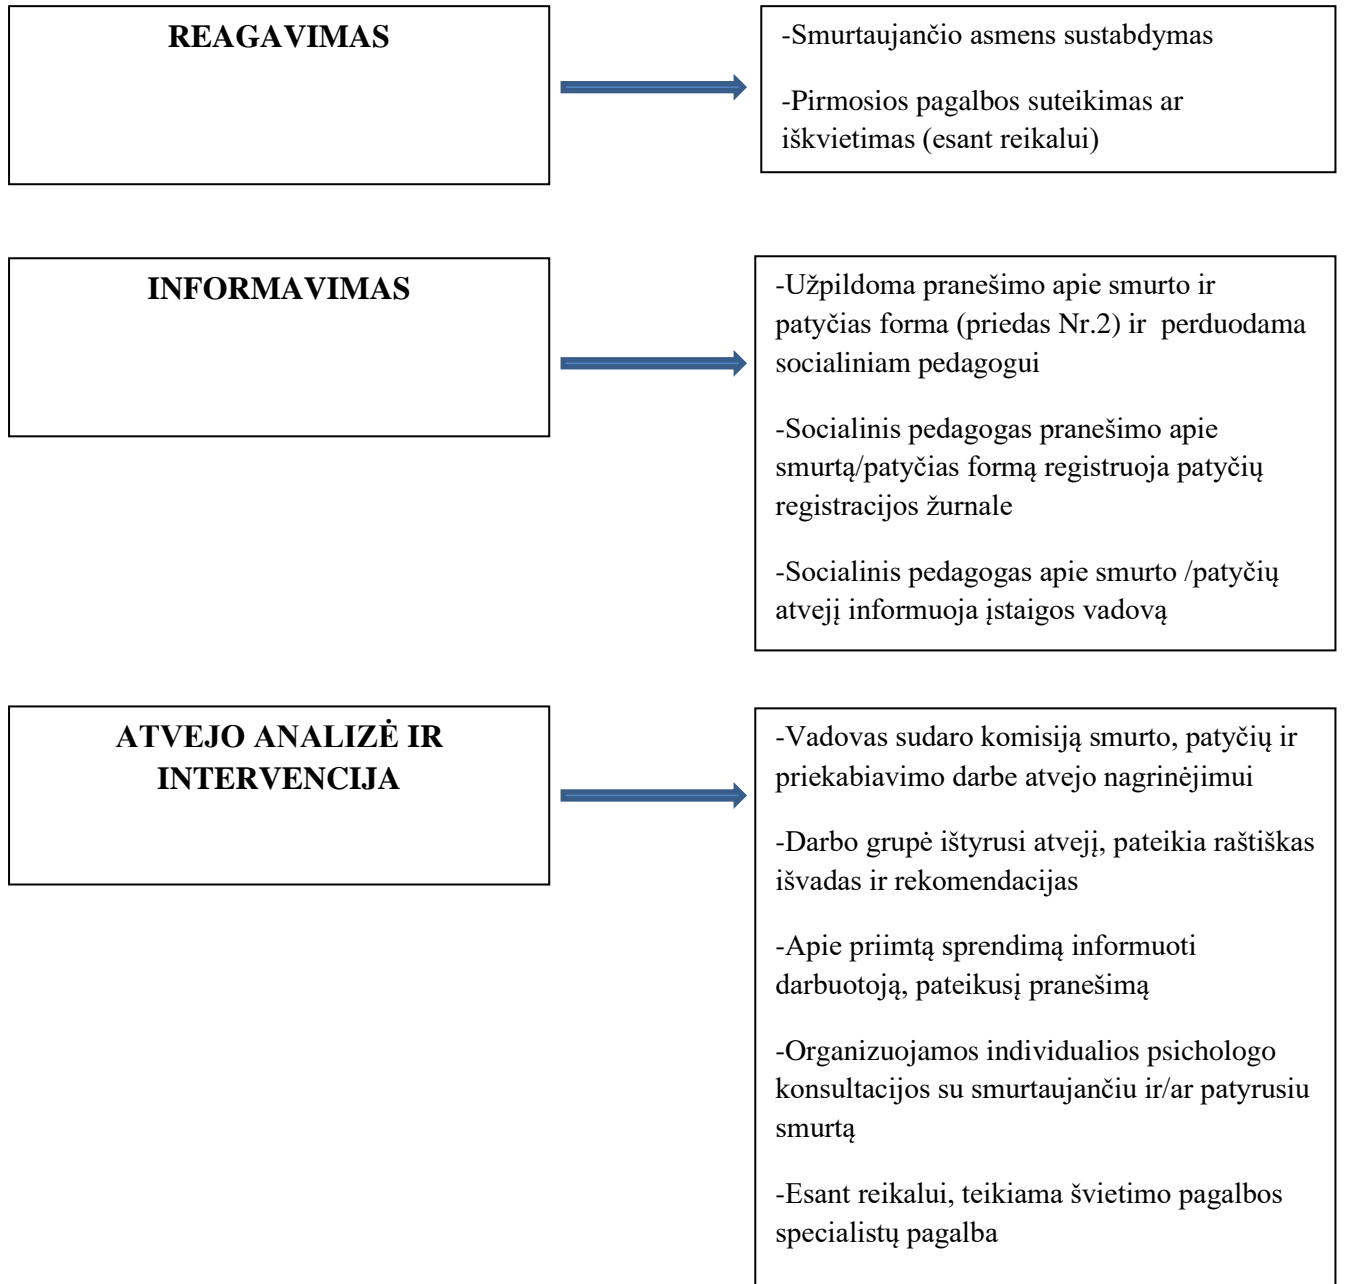 REAGAVIMAS
-Smurtaujančio asmens sustabdymas
-Pirmosios pagalbos suteikimas ar
iškvietimas (esant reikalui)
INFORMAVIMAS
-Užpildoma pranešimo apie smurto ir
patyčias forma (priedas Nr.2) ir perduodama
socialiniam pedagogui
-Socialinis pedagogas pranešimo apie
smurtą/patyčias formą registruoja patyčių
registracijos žurnale
-Socialinis pedagogas apie smurto /patyčių
atvejį informuoja įstaigos vadovą
ATVEJO ANALIZĖ IR
INTERVENCIJA
-Vadovas sudaro komisiją smurto, patyčių ir
priekabiavimo darbe atvejo nagrinėjimui
-Darbo grupė ištyrusi atvejį, pateikia raštiškas
išvadas ir rekomendacijas
-Apie priimtą sprendimą informuoti
darbuotoją, pateikusį pranešimą
-Organizuojamos individualios psichologo
konsultacijos su smurtaujančiu ir/ar patyrusiu
smurtą
-Esant reikalui, teikiama švietimo pagalbos
specialistų pagalba